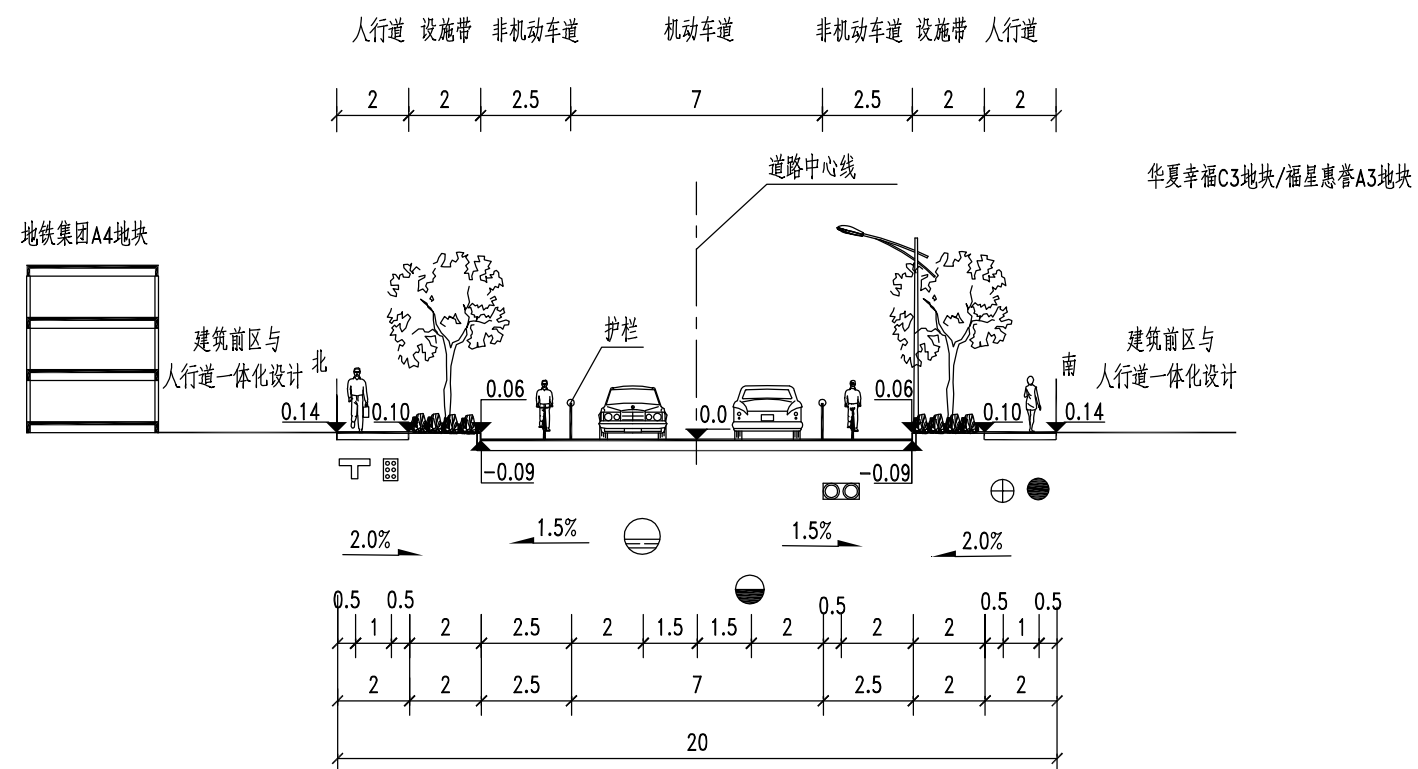 人行道 设施带 非机动车道 机动车道 非机动车道 设施带 人行道
2 2 2.5 7 2.5 2 2
道路中心线
华夏幸福C3地块/福星惠誉A3地块
地铁集团A4地块
护栏
建筑前区与
人行道一体化设计
北
建筑前区与
人行道一体化设计
南
0.14 0.10 0.06 0.0 0.06 0.10 0.14
-0.09 -0.09
2.0% 1.5% 1.5% 2.0%
0.5 0.5 0.5 0.5 0.5
1 2 2.5 2 1.5 1.5 2 2 2 1
2 2 2.5 7 2.5 2 2
20